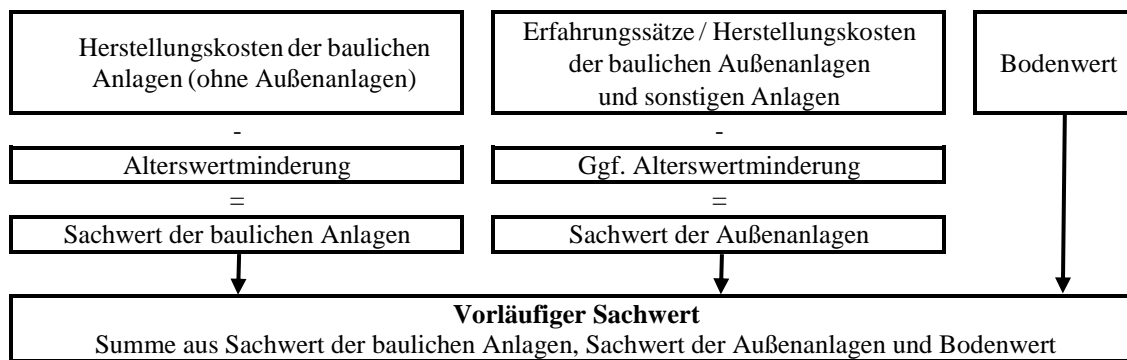 Herstellungskosten der baulichen
Anlagen (ohne Außenanlagen)
-
Alterswertminderung
=
Sachwert der baulichen Anlagen
Erfahrungssätze / Herstellungskosten
der baulichen Außenanlagen
und sonstigen Anlagen
-
Ggf. Alterswertminderung
=
Sachwert der Außenanlagen
Bodenwert
Vorläufiger Sachwert
Summe aus Sachwert der baulichen Anlagen, Sachwert der Außenanlagen und Bodenwert